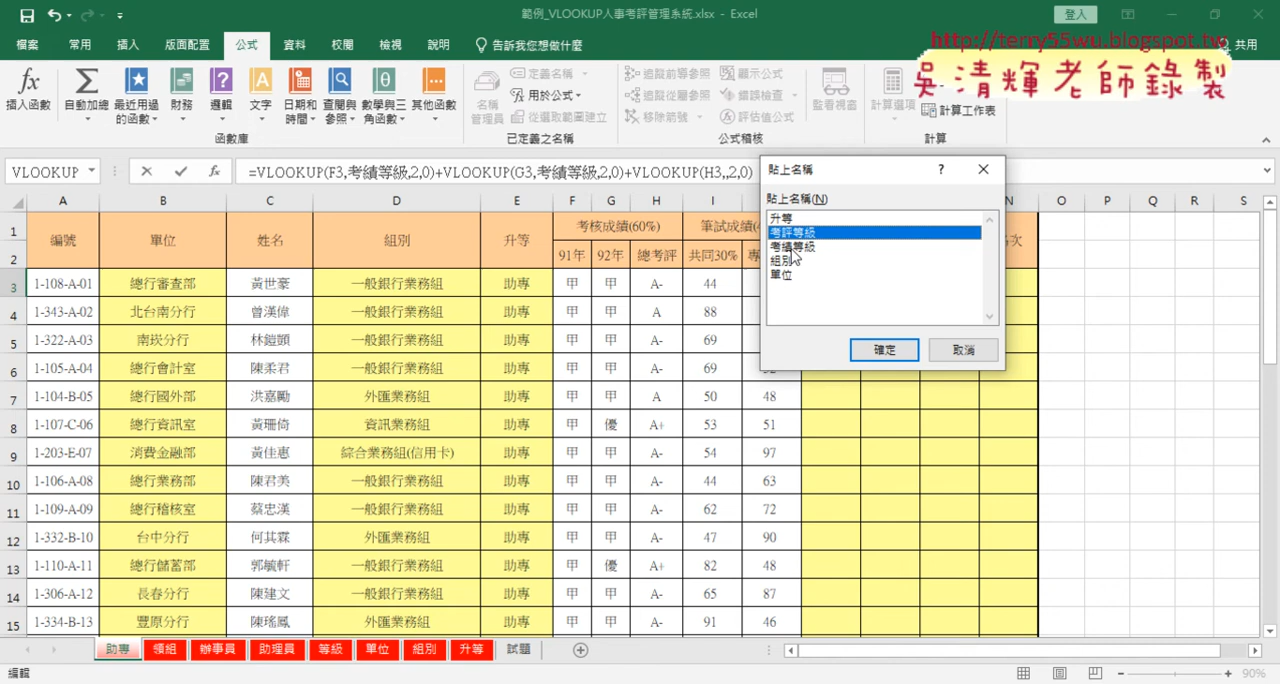 範例_VLOOKUP人事考評管理系統.xlsx - Excel
登入
檔案 常用 插入 版面配置 公式 資料 校閱 檢視 說明 告訴我您想做什麼 共用
http://terry55wu.blogspot.tw
吳清輝老師錄製
插入函數 自動加總 最近用過的函數 財務 邏輯 文字 日期和時間 查閱與參照 數學與三角函數 其他函數
函數庫
名稱管理員 定義名稱 用於公式 從選取範圍建立
已定義之名稱
追蹤前導參照 追蹤從屬參照 移除箭號 顯示公式 錯誤檢查 評估值公式 監看視窗
公式稽核
計算選項 計算工作表
計算
VLOOKUP
=VLOOKUP(F3,考績等級,2,0)+VLOOKUP(G3,考績等級,2,0)+VLOOKUP(H3,,2,0)
貼上名稱
貼上名稱(N)
升等
考評等級
考績等級
組別
單位
確定 取消
A B C D E F G H I N O P Q R S
編號 單位 姓名 組別 升等 考核成績(60%)
91年 92年 總考評 共同30%
1
2
3 1-108-A-01 總行審查部 黃世豪 一般銀行業務組 助專 甲 甲 A- 44
4 1-343-A-02 北台南分行 曾漢偉 一般銀行業務組 助專 甲 甲 A 88
5 1-322-A-03 南崁分行 林鎧顗 一般銀行業務組 助專 甲 甲 A- 69
6 1-105-A-04 總行會計室 陳柔君 一般銀行業務組 助專 甲 甲 A- 69
7 1-104-B-05 總行國外部 洪嘉勵 外匯業務組 助專 甲 甲 A 50 48
8 1-107-C-06 總行資訊室 黃珊倚 資訊業務組 助專 甲 優 A+ 53 51
9 1-203-E-07 消費金融部 黃佳惠 綜合業務組(信用卡) 助專 甲 甲 A- 54 97
10 1-106-A-08 總行業務部 陳君美 一般銀行業務組 助專 甲 甲 A- 44 63
11 1-109-A-09 總行稽核室 蔡忠漢 一般銀行業務組 助專 甲 甲 A- 62 72
12 1-332-B-10 台中分行 何其霖 外匯業務組 助專 甲 甲 A- 47 90
13 1-110-A-11 總行儲蓄部 郭毓軒 一般銀行業務組 助專 甲 優 A+ 82 48
14 1-306-A-12 長春分行 陳建文 一般銀行業務組 助專 甲 甲 A- 65 87
15 1-334-B-13 豐原分行 陳瑤鳳 外匯業務組 助專 甲 甲 A- 91 46
助專 領組 辦事員 助理員 等級 單位 組別 升等 試題
編輯
90%